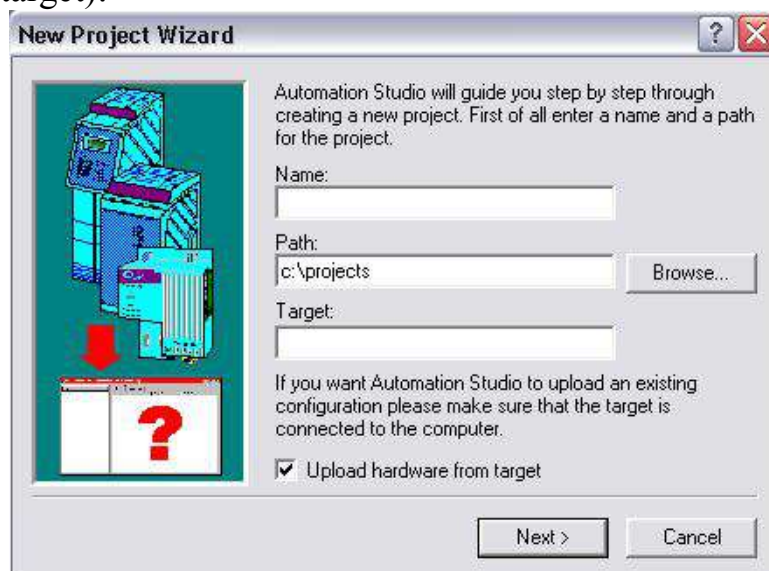 target).
New Project Wizard
Automation Studio will guide you step by step through
creating a new project. First of all enter a name and a path
for the project.
Name:
Path:
c:\projects
Browse...
Target:
If you want Automation Studio to upload an existing
configuration please make sure that the target is
connected to the computer.
Upload hardware from target
Next >
Cancel